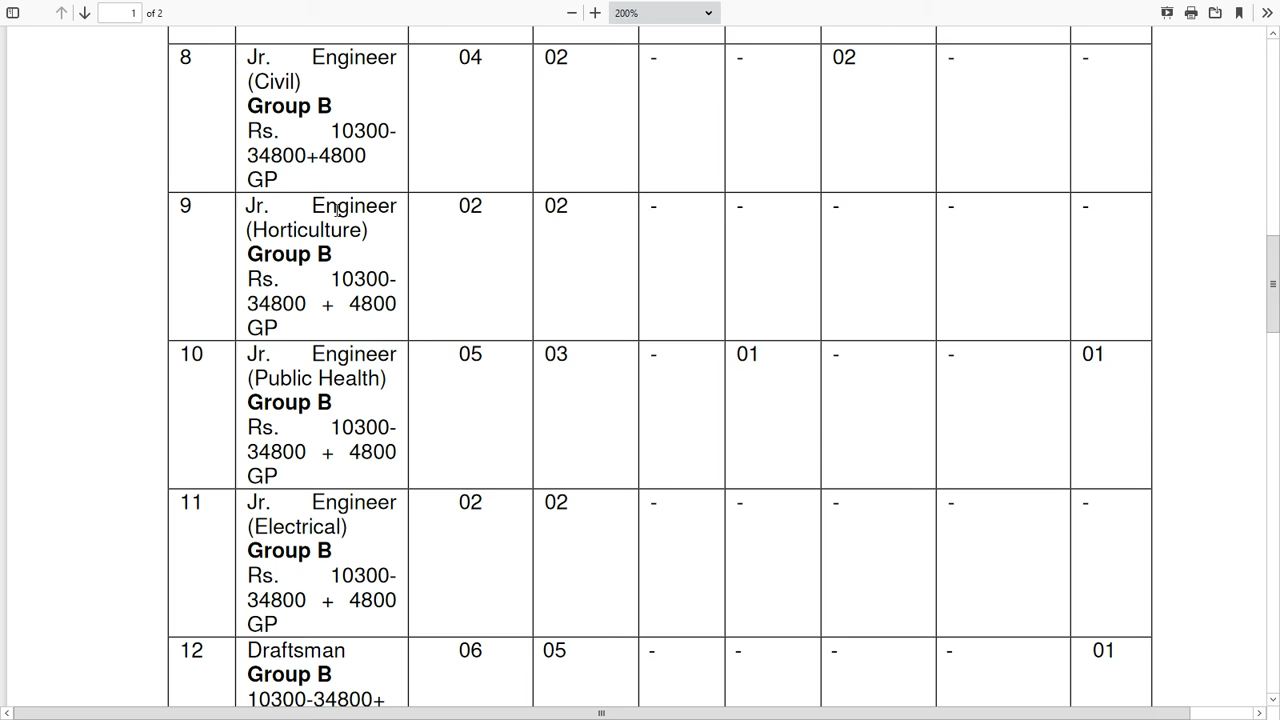 1 of 2 200%
8 Jr. Engineer 04 02 - - 02 - -
(Civil)
Group B
Rs. 10300-
34800+4800
GP
9 Jr. Engineer 02 02 - - - - -
(Horticulture)
Group B
Rs. 10300-
34800 + 4800
GP
10 Jr. Engineer 05 03 - 01 - - 01
(Public Health)
Group B
Rs. 10300-
34800 + 4800
GP
11 Jr. Engineer 02 02 - - - - -
(Electrical)
Group B
Rs. 10300-
34800 + 4800
GP
12 Draftsman 06 05 - - - - 01
Group B
10300-34800+